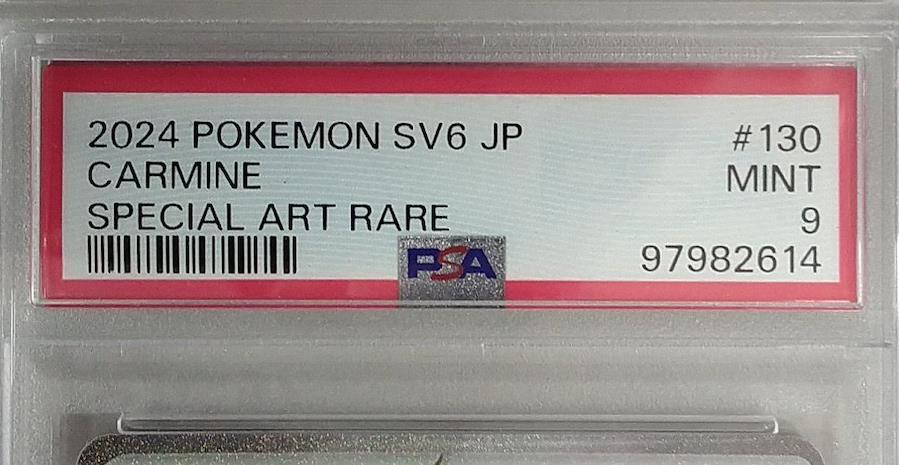 2024 POKEMON SV6 JP #130
CARMINE MINT
SPECIAL ART RARE 9
PSA 97982614